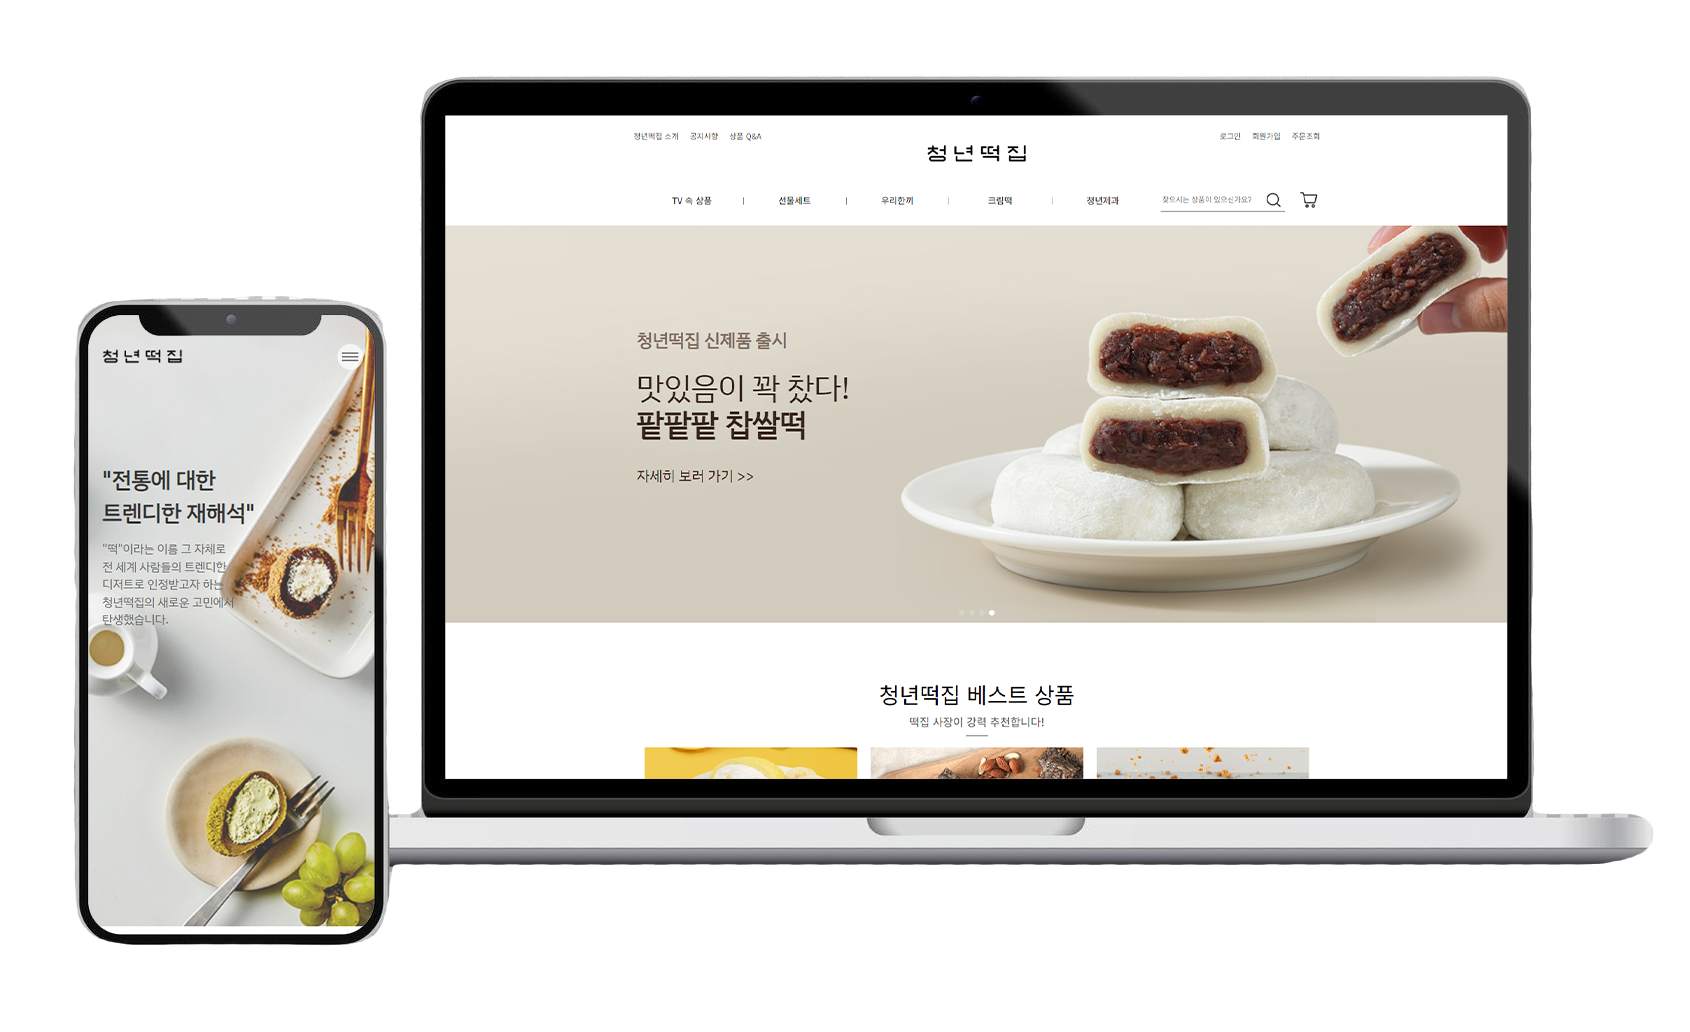 청년떡집 소개 공지사항 상품 Q&A
로그인 회원가입 주문조회
청년떡집
TV 속 상품 | 선물세트 | 우리한끼 | 크림떡 | 청년제과
찾으시는 상품이 있으신가요?
청년떡집 신제품 출시
맛있음이 꽉 찼다!
팥팥팥 찹쌀떡
자세히 보러 가기 >>
청년떡집 베스트 상품
떡집 사장이 강력 추천합니다!
청년떡집
"전통에 대한
트렌디한 재해석"
"떡"이라는 이름 그 자체로
전 세계 사람들의 트렌디한
디저트로 인정받고자 하는
청년떡집의 새로운 고민에서
탄생했습니다.